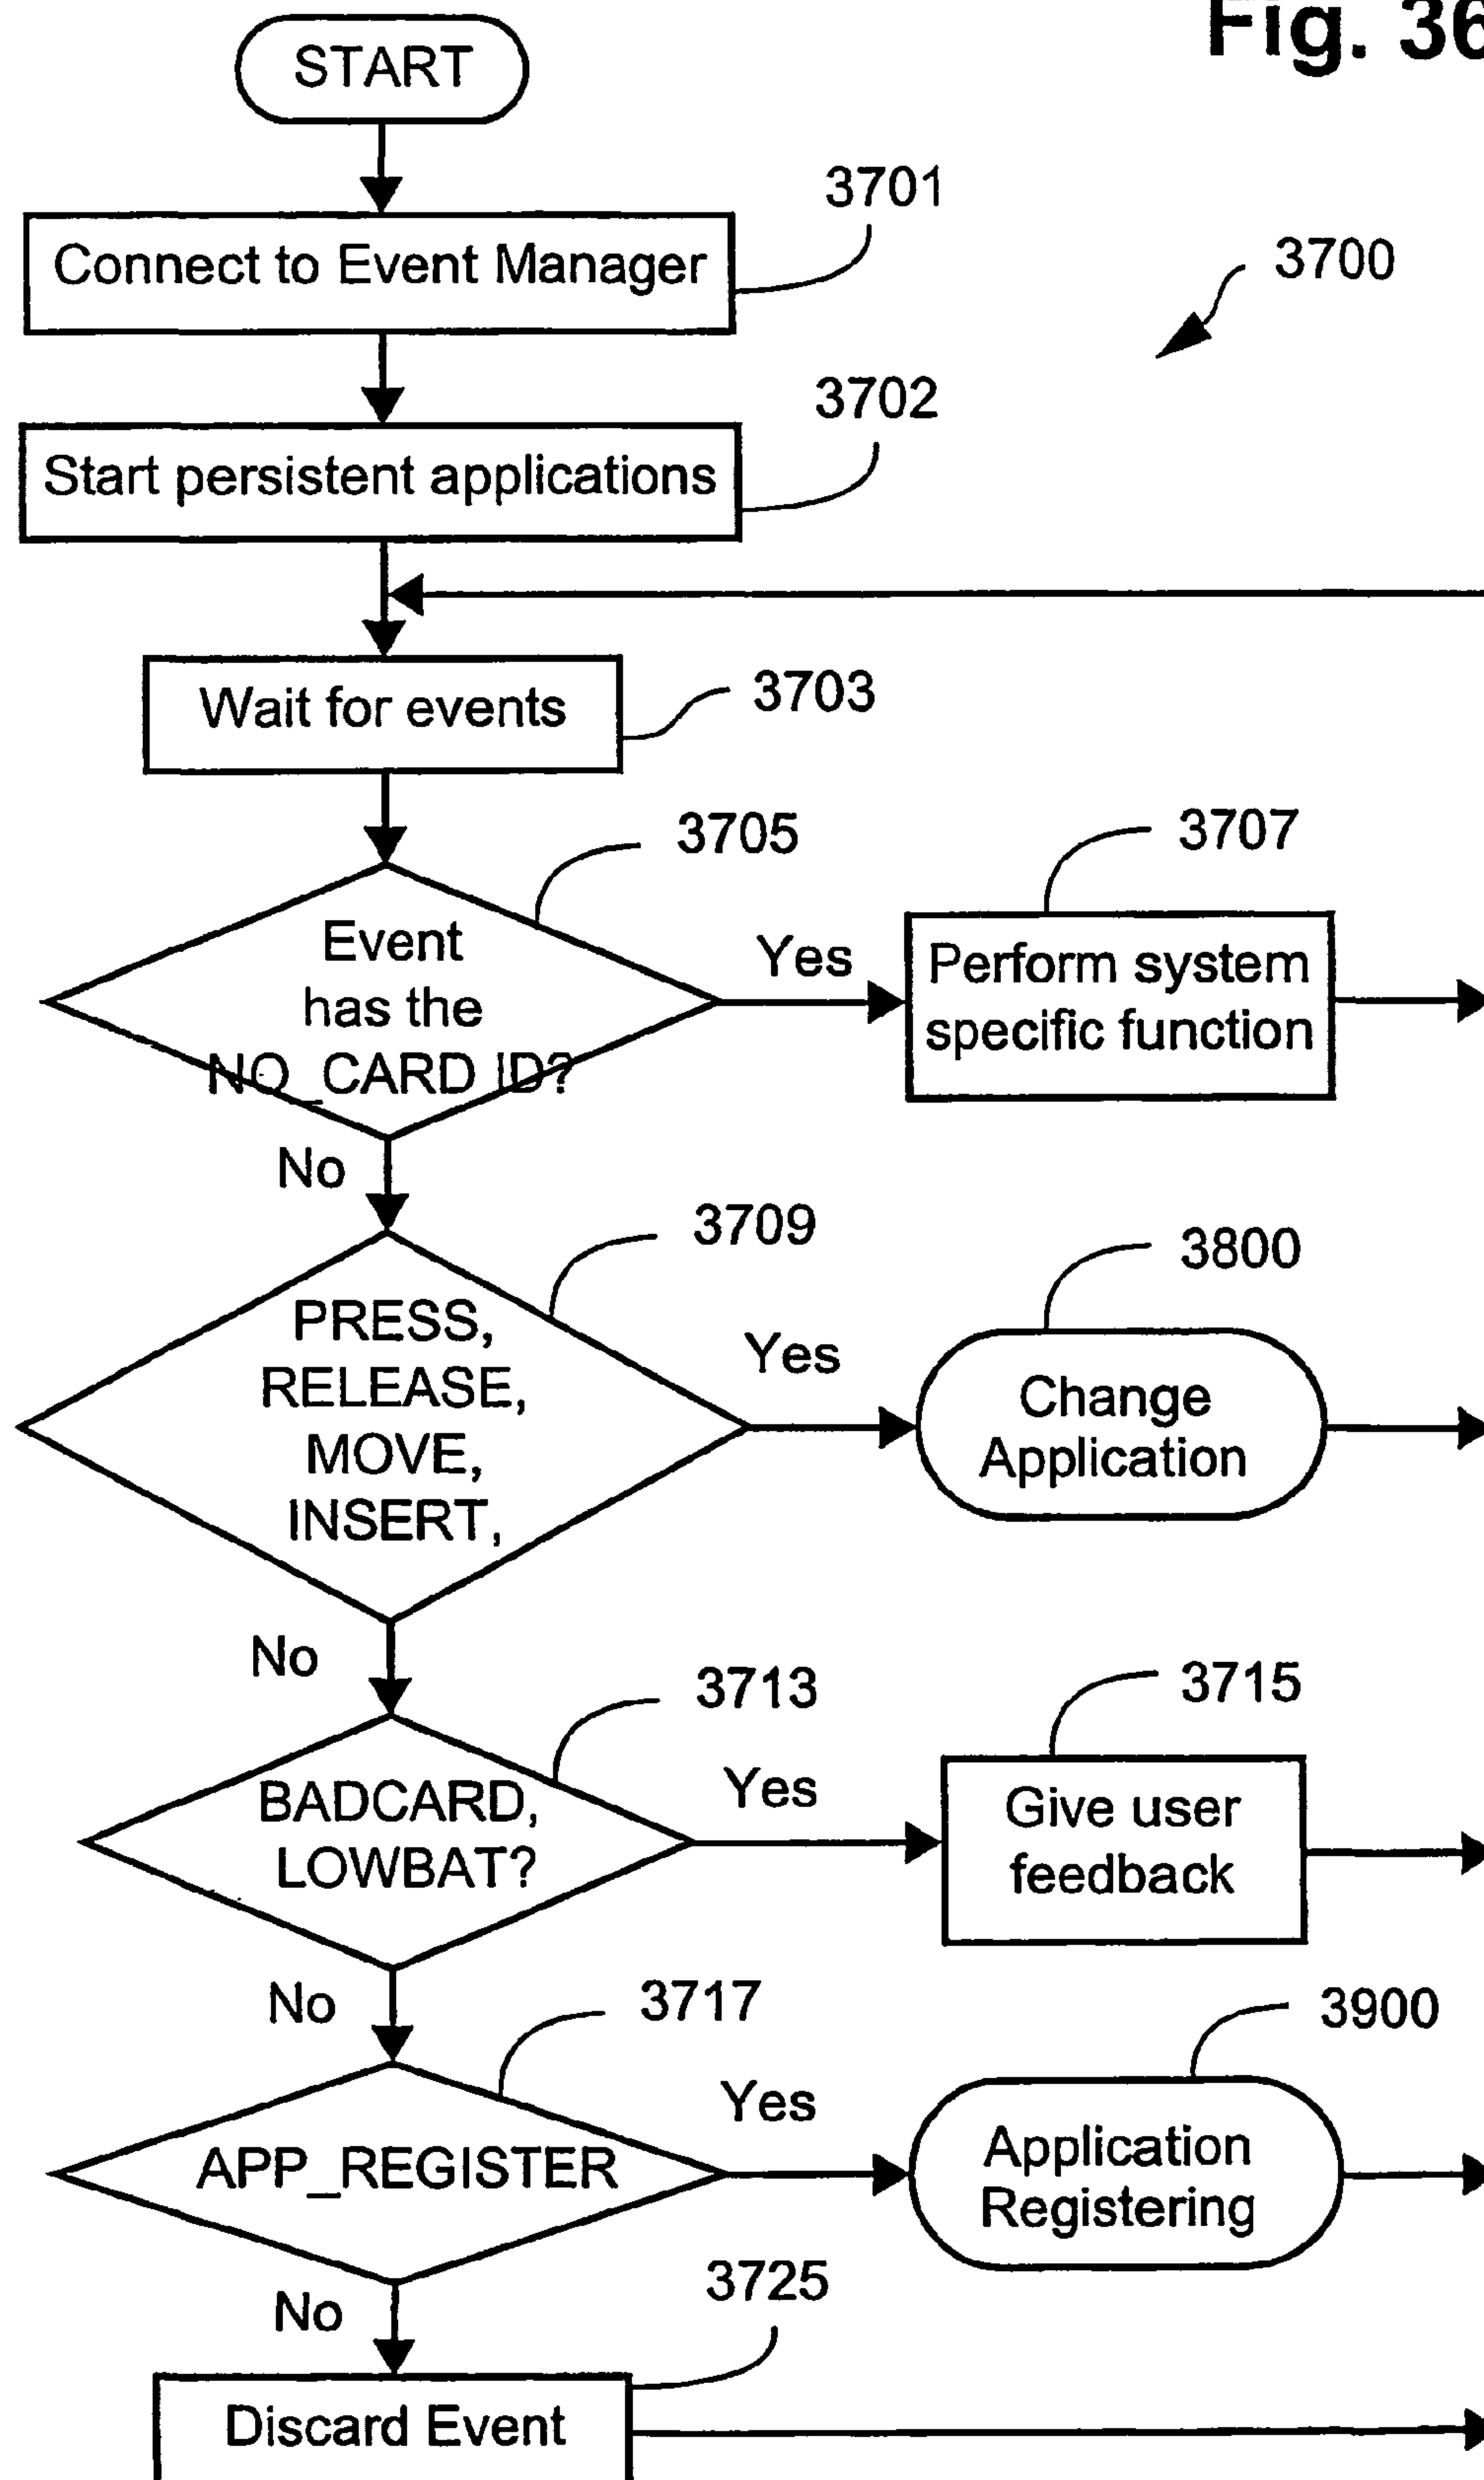 Fig. 36
START
3701
Connect to Event Manager
3700
3702
Start persistent applications
Wait for events
3703
3705
3707
Event
has the
NO_CARD ID?
Yes
Perform system
specific function
No
3709
3800
PRESS,
RELEASE,
MOVE,
INSERT,
Yes
Change
Application
No
3713
3715
BADCARD,
LOWBAT?
Yes
Give user
feedback
No
3717
3900
APP_REGISTER
Yes
Application
Registering
No
3725
Discard Event